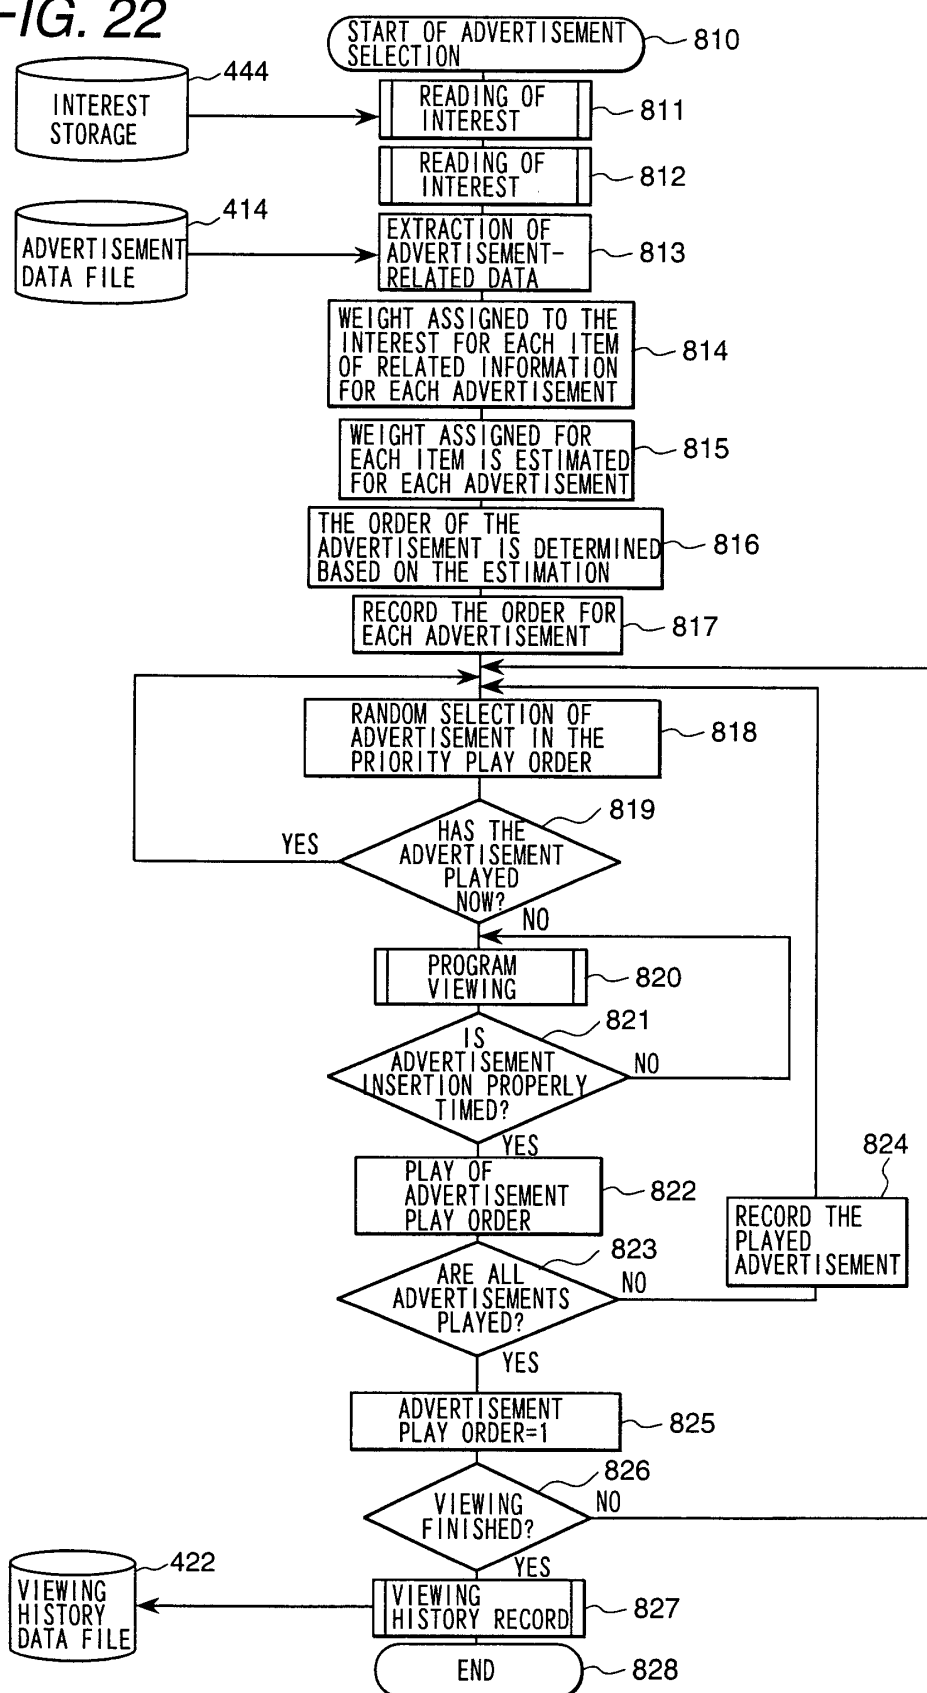 FIG. 22
START OF ADVERTISEMENT
SELECTION
810
444
INTEREST
STORAGE
READING OF
INTEREST
811
READING OF
INTEREST
812
414
ADVERTISEMENT
DATA FILE
EXTRACTION OF
ADVERTISEMENT-
RELATED DATA
813
WEIGHT ASSIGNED TO THE
INTEREST FOR EACH ITEM
OF RELATED INFORMATION
FOR EACH ADVERTISEMENT
814
WEIGHT ASSIGNED FOR
EACH ITEM IS ESTIMATED
FOR EACH ADVERTISEMENT
815
THE ORDER OF THE
ADVERTISEMENT IS DETERMINED
BASED ON THE ESTIMATION
816
RECORD THE ORDER FOR
EACH ADVERTISEMENT
817
RANDOM SELECTION OF
ADVERTISEMENT IN THE
PRIORITY PLAY ORDER
818
819
HAS THE
ADVERTISEMENT
PLAYED
NOW?
YES
NO
PROGRAM
VIEWING
820
821
IS
ADVERTISEMENT
INSERTION PROPERLY
TIMED?
NO
YES
PLAY OF
ADVERTISEMENT
PLAY ORDER
822
824
RECORD THE
PLAYED
ADVERTISEMENT
823
ARE ALL
ADVERTISEMENTS
PLAYED?
NO
YES
ADVERTISEMENT
PLAY ORDER=1
825
826
VIEWING
FINISHED?
NO
YES
422
VIEWING
HISTORY
DATA FILE
VIEWING
HISTORY RECORD
827
END
828